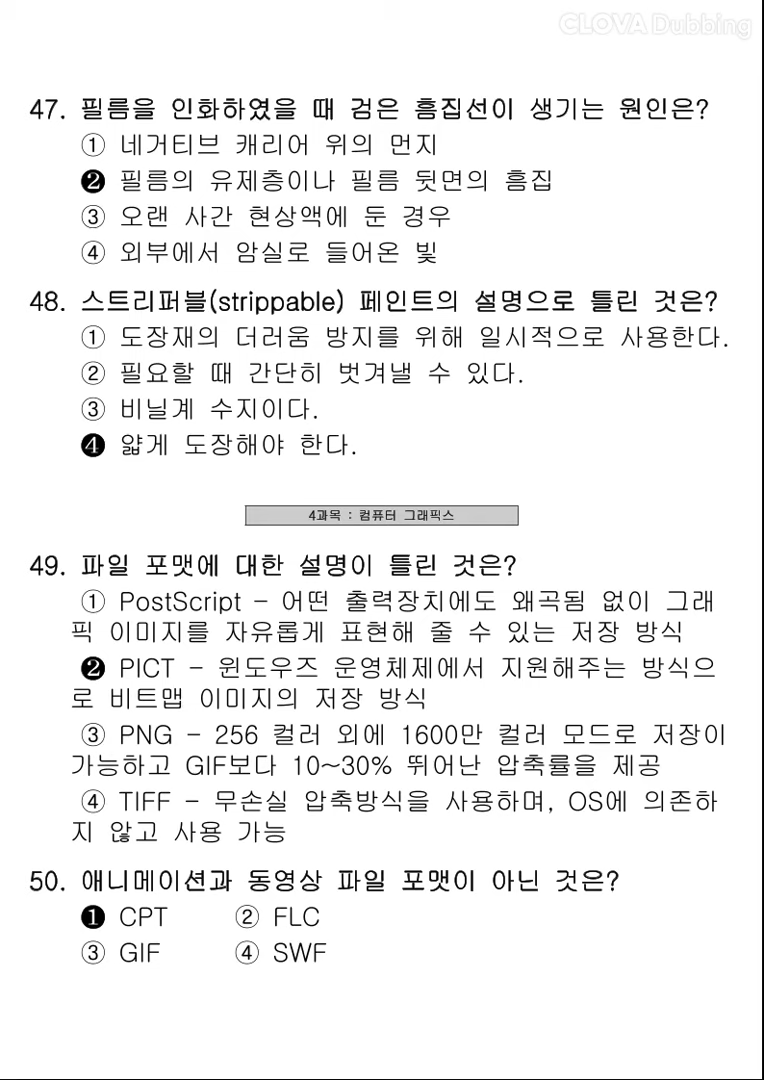 CLOVA Dubbing
47. 필름을 인화하였을 때 검은 흠집선이 생기는 원인은?
① 네거티브 캐리어 위의 먼지
❷ 필름의 유제층이나 필름 뒷면의 흠집
③ 오랜 사간 현상액에 둔 경우
④ 외부에서 암실로 들어온 빛
48. 스트리퍼블(strippable) 페인트의 설명으로 틀린 것은?
① 도장재의 더러움 방지를 위해 일시적으로 사용한다.
② 필요할 때 간단히 벗겨낼 수 있다.
③ 비닐계 수지이다.
❹ 얇게 도장해야 한다.
4과목 : 컴퓨터 그래픽스
49. 파일 포맷에 대한 설명이 틀린 것은?
① PostScript - 어떤 출력장치에도 왜곡됨 없이 그래
픽 이미지를 자유롭게 표현해 줄 수 있는 저장 방식
❷ PICT - 윈도우즈 운영체제에서 지원해주는 방식으
로 비트맵 이미지의 저장 방식
③ PNG - 256 컬러 외에 1600만 컬러 모드로 저장이
가능하고 GIF보다 10~30% 뛰어난 압축률을 제공
④ TIFF - 무손실 압축방식을 사용하며, OS에 의존하
지 않고 사용 가능
50. 애니메이션과 동영상 파일 포맷이 아닌 것은?
❶ CPT ② FLC
③ GIF ④ SWF